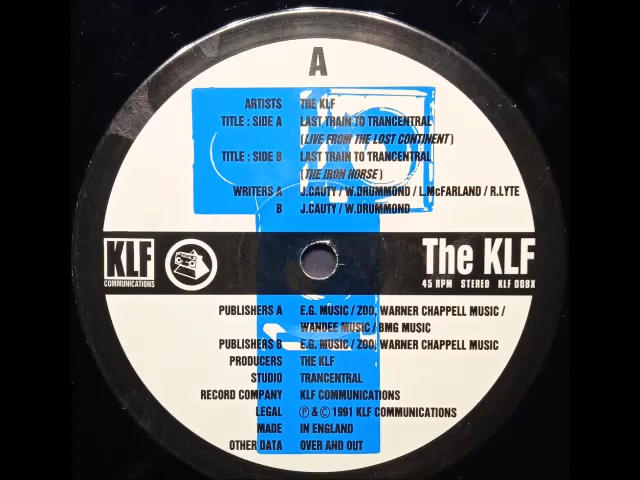 A
ARTISTS THE KLF
TITLE : SIDE A LAST TRAIN TO TRANCENTRAL
(LIVE FROM THE LOST CONTINENT)
TITLE : SIDE B LAST TRAIN TO TRANCENTRAL
(THE IRON HORSE)
WRITERS A J.CAUTY / W.DRUMMOND / L.McFARLAND / R.LYTE
B J.CAUTY / W.DRUMMOND
KLF
COMMUNICATIONS
The KLF
45 RPM STEREO KLF 008X
PUBLISHERS A E.G. MUSIC / ZOO, WARNER CHAPPELL MUSIC /
WANDEE MUSIC / BMG MUSIC
PUBLISHERS B E.G. MUSIC / ZOO, WARNER CHAPPELL MUSIC
PRODUCERS THE KLF
STUDIO TRANCENTRAL
RECORD COMPANY KLF COMMUNICATIONS
LEGAL Ⓟ & © 1991 KLF COMMUNICATIONS
MADE IN ENGLAND
OTHER DATA OVER AND OUT